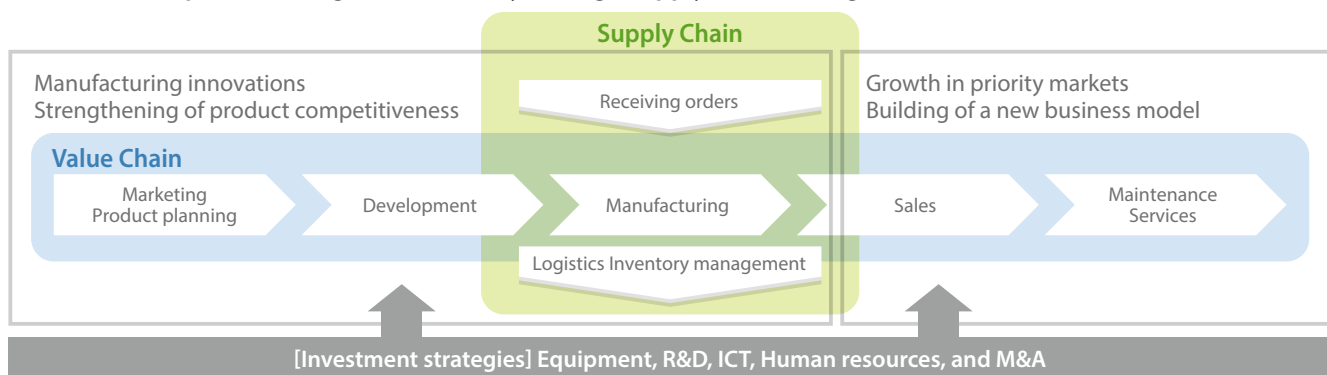 Supply Chain
Manufacturing innovations
Strengthening of product competitiveness
Receiving orders
Growth in priority markets
Building of a new business model
Value Chain
Marketing
Product planning
Development
Manufacturing
Sales
Maintenance
Services
Logistics Inventory management
[Investment strategies] Equipment, R&D, ICT, Human resources, and M&A